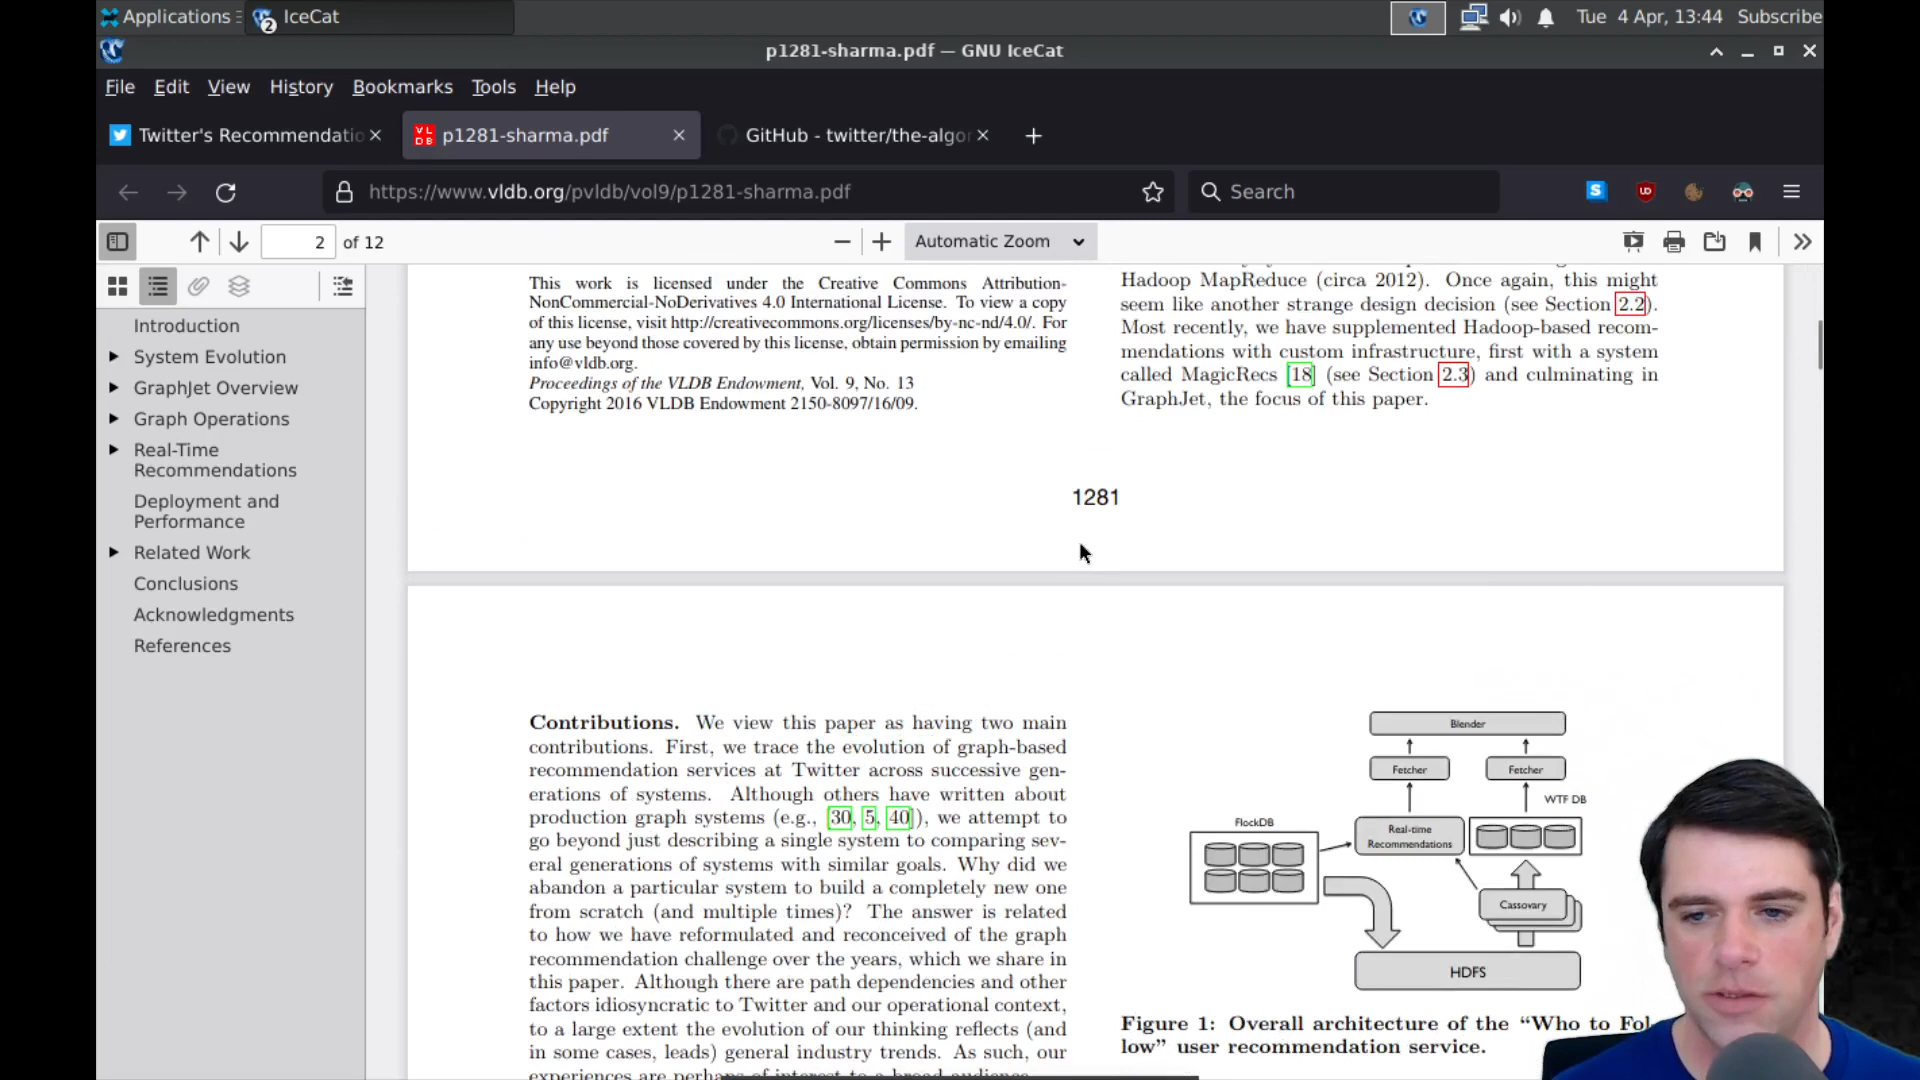 Applications
2
IceCat
Tue 4 Apr, 13:44
Subscribe
p1281-sharma.pdf — GNU IceCat
File Edit View History Bookmarks Tools Help
Twitter's Recommendatio
VLDB
p1281-sharma.pdf
GitHub - twitter/the-algor
https://www.vldb.org/pvldb/vol9/p1281-sharma.pdf
Search
S
UD
2 of 12
Automatic Zoom
Introduction
System Evolution
GraphJet Overview
Graph Operations
Real-Time
Recommendations
Deployment and
Performance
Related Work
Conclusions
Acknowledgments
References
This work is licensed under the Creative Commons Attribution-
NonCommercial-NoDerivatives 4.0 International License. To view a copy
of this license, visit http://creativecommons.org/licenses/by-nc-nd/4.0/. For
any use beyond those covered by this license, obtain permission by emailing
info@vldb.org.
Proceedings of the VLDB Endowment, Vol. 9, No. 13
Copyright 2016 VLDB Endowment 2150-8097/16/09.
Hadoop MapReduce (circa 2012). Once again, this might
seem like another strange design decision (see Section 2.2).
Most recently, we have supplemented Hadoop-based recom-
mendations with custom infrastructure, first with a system
called MagicRecs [18] (see Section 2.3) and culminating in
GraphJet, the focus of this paper.
1281
Contributions. We view this paper as having two main
contributions. First, we trace the evolution of graph-based
recommendation services at Twitter across successive gen-
erations of systems. Although others have written about
production graph systems (e.g., [30, 5, 40]), we attempt to
go beyond just describing a single system to comparing sev-
eral generations of systems with similar goals. Why did we
abandon a particular system to build a completely new one
from scratch (and multiple times)? The answer is related
to how we have reformulated and reconceived of the graph
recommendation challenge over the years, which we share in
this paper. Although there are path dependencies and other
factors idiosyncratic to Twitter and our operational context,
to a large extent the evolution of our thinking reflects (and
in some cases, leads) general industry trends. As such, our
experiences are perhaps of interest to a broad audience.
Blender
Fetcher
Fetcher
WTF DB
FlockDB
Real-time
Recommendations
Cassovary
HDFS
Figure 1: Overall architecture of the “Who to Fol-
low” user recommendation service.